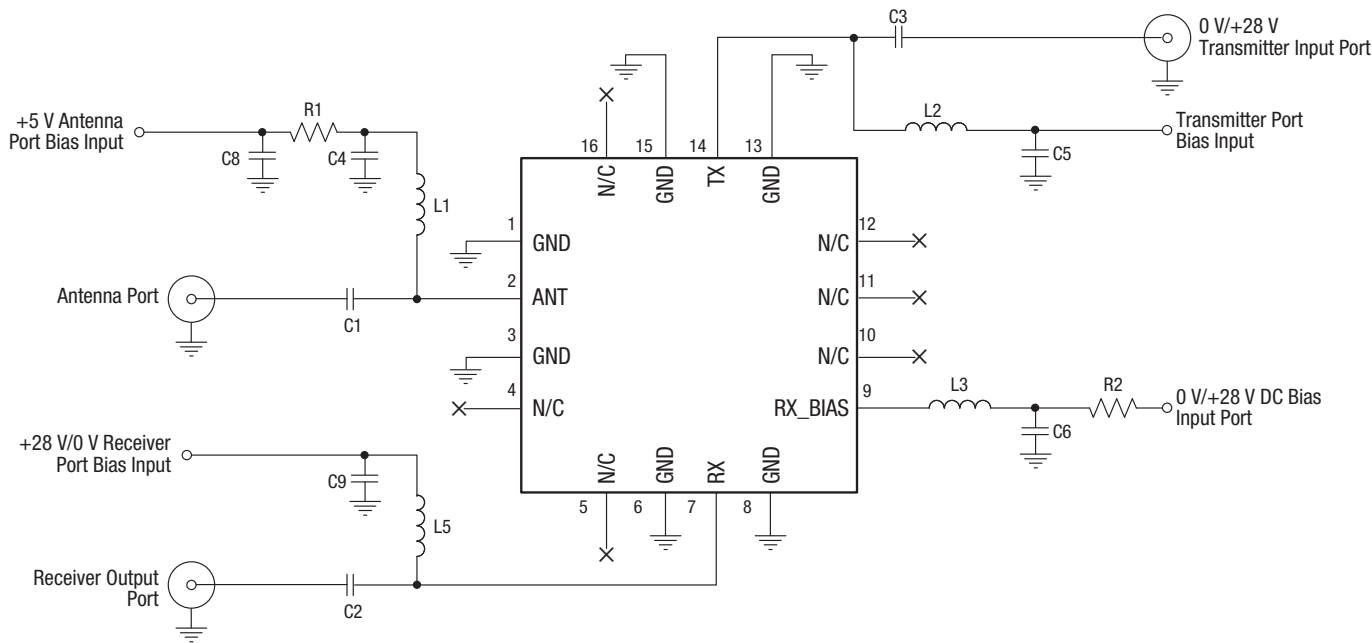 C3
0 V/+28 V
Transmitter Input Port
+5 V Antenna
Port Bias Input
R1
C8
C4
L1
L2
C5
Transmitter Port
Bias Input
16
15
14
13
N/C
GND
TX
GND
1
GND
2
ANT
3
GND
4
N/C
12
N/C
11
N/C
10
N/C
9
RX_BIAS
Antenna Port
C1
L3
R2
C6
0 V/+28 V DC Bias
Input Port
+28 V/0 V Receiver
Port Bias Input
C9
L5
N/C
GND
RX
GND
5
6
7
8
Receiver Output
Port
C2